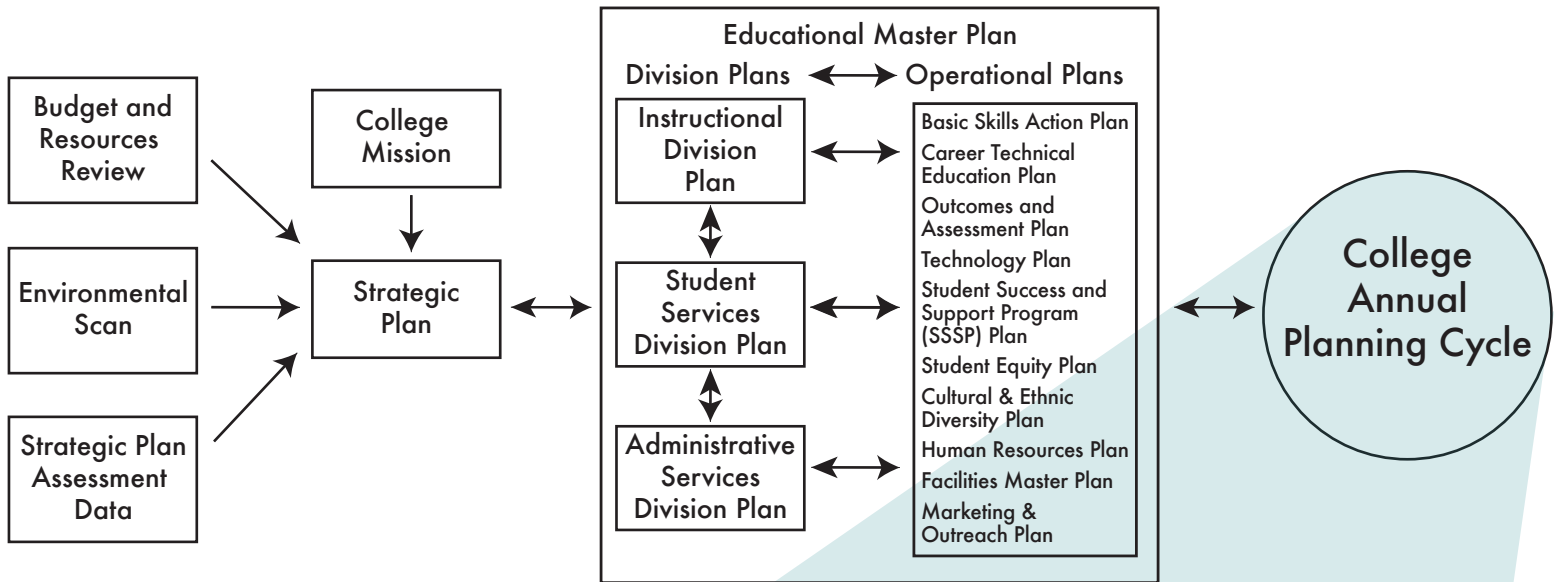 Budget and
Resources
Review
Environmental
Scan
Strategic Plan
Assessment
Data
College
Mission
Strategic
Plan
Educational Master Plan
Division Plans
Operational Plans
Instructional
Division
Plan
Student
Services
Division Plan
Administrative
Services
Division Plan
Basic Skills Action Plan
Career Technical
Education Plan
Outcomes and
Assessment Plan
Technology Plan
Student Success and
Support Program
(SSSP) Plan
Student Equity Plan
Cultural & Ethnic
Diversity Plan
Human Resources Plan
Facilities Master Plan
Marketing &
Outreach Plan
College
Annual
Planning Cycle